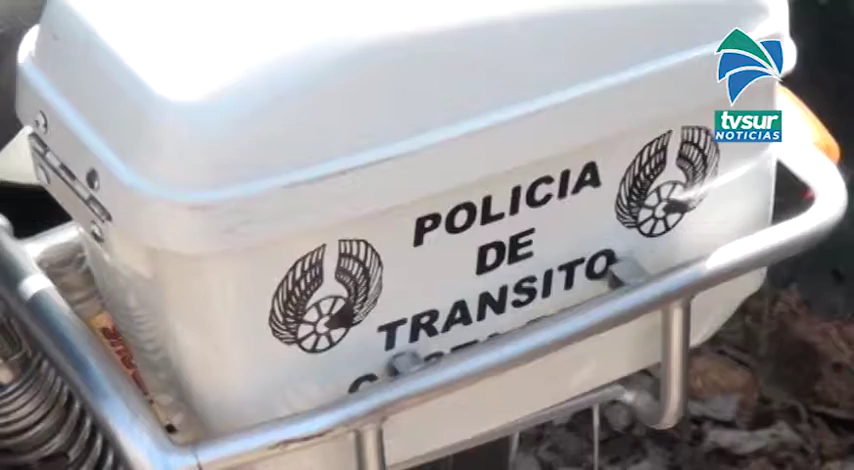 tvsur
NOTICIAS
POLICIA
DE
TRANSITO